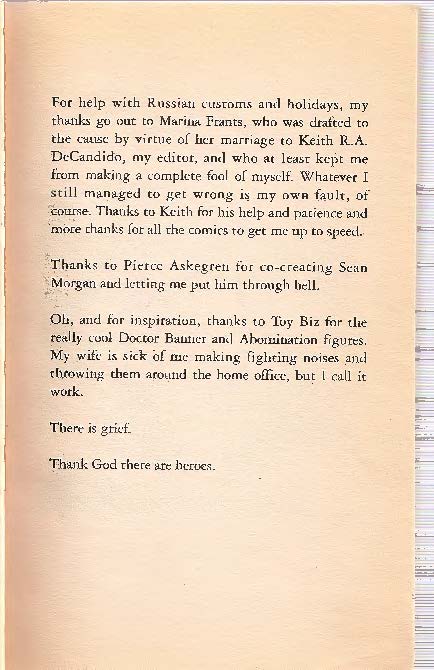 For help with Russian customs and holidays, my
thanks go out to Marina Frants, who was drafted to
the cause by virtue of her marriage to Keith R.A.
DeCandido, my editor, and who at least kept me
from making a complete fool of myself. Whatever I
still managed to get wrong is my own fault, of
course. Thanks to Keith for his help and patience and
more thanks for all the comics to get me up to speed.
Thanks to Pierce Askegren for co-creating Sean
Morgan and letting me put him through hell.
Oh, and for inspiration, thanks to Toy Biz for the
really cool Doctor Banner and Abomination figures.
My wife is sick of me making fighting noises and
throwing them around the home office, but I call it
work.
There is grief.
Thank God there are heroes.